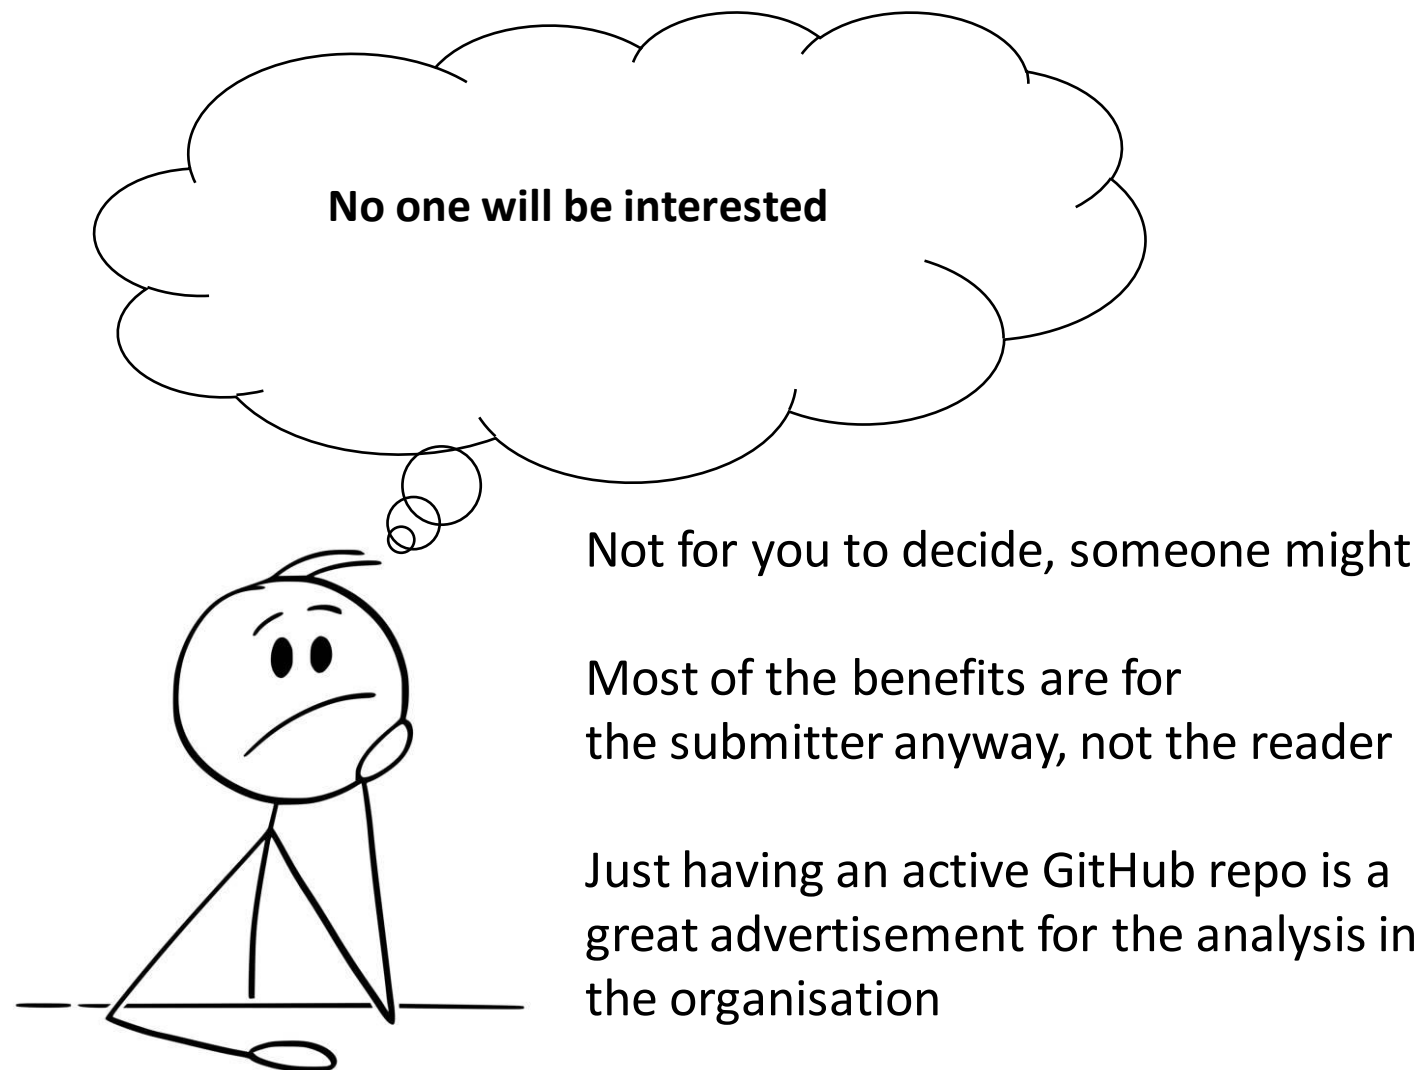 No one will be interested
Not for you to decide, someone might
Most of the benefits are for
the submitter anyway, not the reader
Just having an active GitHub repo is a
great advertisement for the analysis in
the organisation